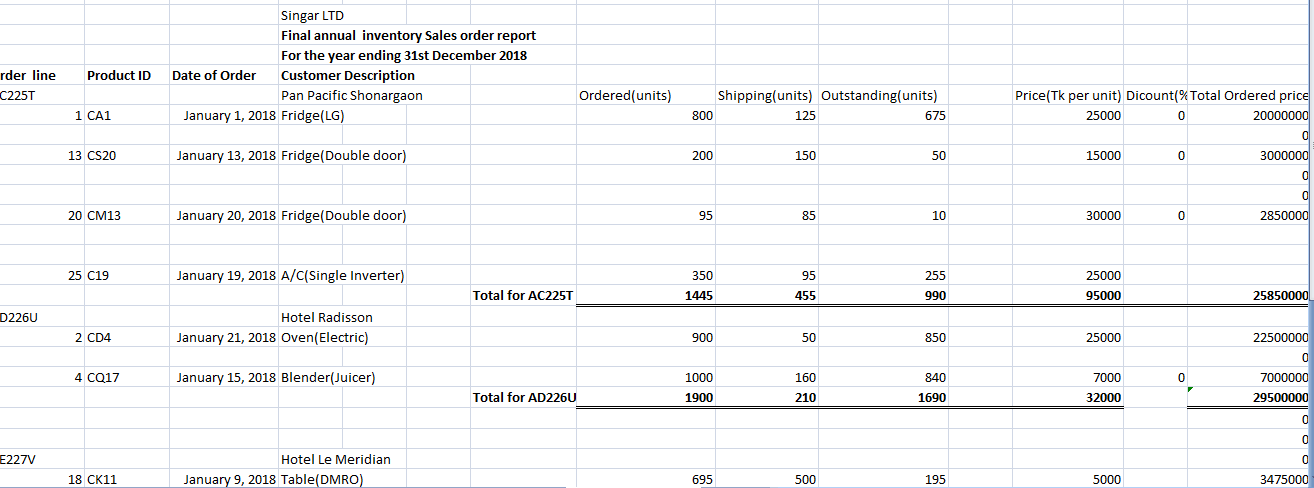 Singar LTD
Final annual inventory Sales order report
For the year ending 31st December 2018
rder line Product ID Date of Order Customer Description
C225T Pan Pacific Shonargaon Ordered(units) Shipping(units) Outstanding(units) Price(Tk per unit) Dicount(% Total Ordered price
1 CA1 January 1, 2018 Fridge(LG) 800 125 675 25000 0 20000000
0
13 CS20 January 13, 2018 Fridge(Double door) 200 150 50 15000 0 3000000
0
0
20 CM13 January 20, 2018 Fridge(Double door) 95 85 10 30000 0 2850000
25 C19 January 19, 2018 A/C(Single Inverter) 350 95 255 25000
Total for AC225T 1445 455 990 95000 25850000
D226U Hotel Radisson
2 CD4 January 21, 2018 Oven(Electric) 900 50 850 25000 22500000
0
4 CQ17 January 15, 2018 Blender(Juicer) 1000 160 840 7000 0 7000000
Total for AD226U 1900 210 1690 32000 29500000
0
0
E227V Hotel Le Meridian 0
18 CK11 January 9, 2018 Table(DMRO) 695 500 195 5000 3475000